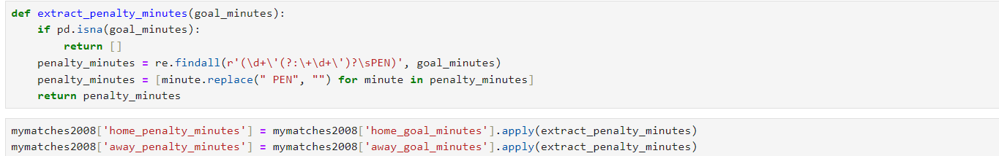 def extract_penalty_minutes(goal_minutes):
    if pd.isna(goal_minutes):
        return []
    penalty_minutes = re.findall(r'(\d+\'(?:\+\d+\')?\sPEN)', goal_minutes)
    penalty_minutes = [minute.replace(" PEN", "") for minute in penalty_minutes]
    return penalty_minutes
mymatches2008['home_penalty_minutes'] = mymatches2008['home_goal_minutes'].apply(extract_penalty_minutes)
mymatches2008['away_penalty_minutes'] = mymatches2008['away_goal_minutes'].apply(extract_penalty_minutes)